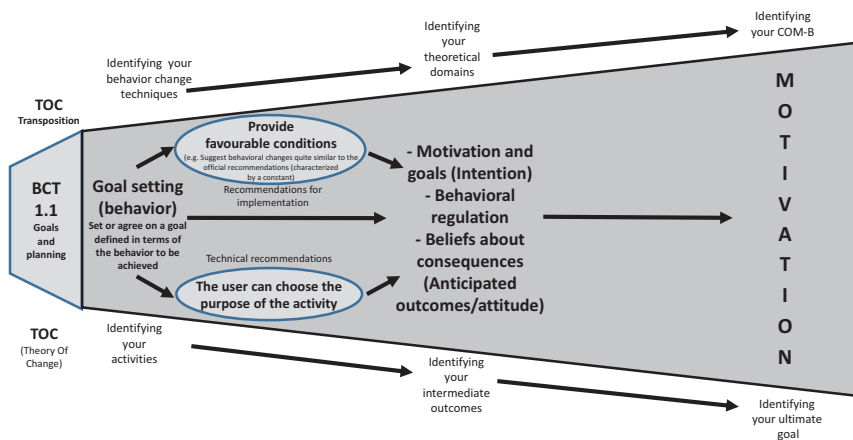 Identifying
your COM-B
Identifying
your
theoretical
domains
Identifying your
behavior change
techniques
TOC
Transposition
BCT
1.1
Goals
and
planning
Goal setting
(behavior)
Set or agree on a goal
defined in terms of
the behavior to be
achieved
Provide
favourable conditions
(e.g. Suggest behavioral changes quite similar to the
official recommendations (characterized
by a constant)
Recommendations for
implementation
Technical recommendations
The user can choose the
purpose of the activity
- Motivation and
goals (Intention)
- Behavioral
regulation
- Beliefs about
consequences
(Anticipated
outcomes/attitude)
M
O
T
I
V
A
T
I
O
N
TOC
(Theory Of
Change)
Identifying
your
activities
Identifying
your
intermediate
outcomes
Identifying
your ultimate
goal